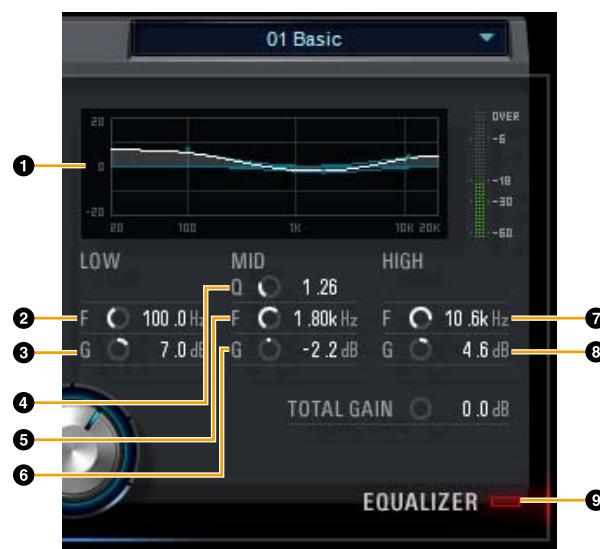 01 Basic
20
0
-20
20 100 1K 10K 20K
OVER
-6
-18
-30
-60
LOW MID HIGH
Q 1.26
F 100.0 Hz F 1.80k Hz F 10.6k Hz
G 7.0 dB G -2.2 dB G 4.6 dB
TOTAL GAIN 0.0 dB
EQUALIZER
1
2
3
4
5
6
7
8
9